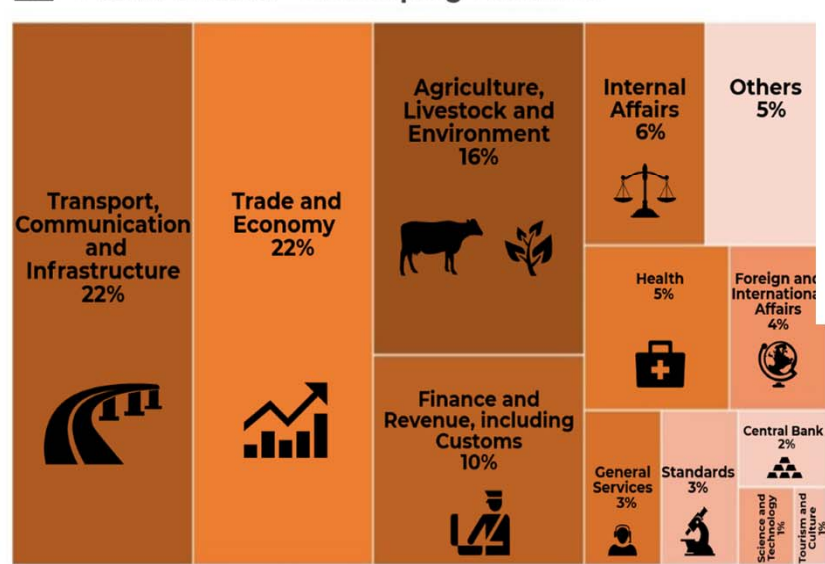 Transport,
Communication
and
Infrastructure
22%
Trade and
Economy
22%
Agriculture,
Livestock and
Environment
16%
Finance and
Revenue, including
Customs
10%
Internal
Affairs
6%
Others
5%
Health
5%
Foreign and
Internationa
Affairs
4%
General
Services
3%
Standards
3%
Central Bank
2%
Science and
Technology
1%
Tourism and
Culture
1%